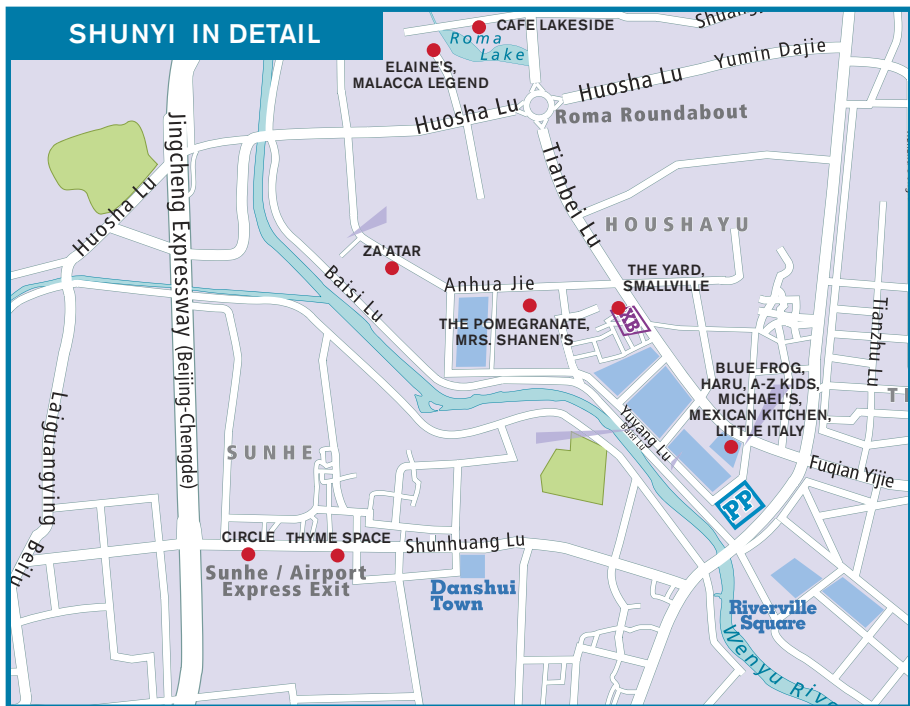 SHUNYI IN DETAIL
CAFE LAKESIDE
Roma
Lake
ELAINE'S,
MALACCA LEGEND
Yumin Dajie
Huosha Lu
Huosha Lu
Roma Roundabout
Jingcheng Expressway (Beijing-Chengde)
Huosha Lu
Tianbei Lu
HOUSHAYU
ZA'ATAR
Baisi Lu
Anhua Jie
THE YARD,
SMALLVILLE
XB
THE POMEGRANATE,
MRS. SHANEN'S
Tianzhu Lu
BLUE FROG,
HARU, A-Z KIDS,
MICHAEL'S,
MEXICAN KITCHEN,
LITTLE ITALY
Laiguangying Beilu
Yuyang Lu
Baisi Lu
SUNHE
Fuqian Yijie
PP
CIRCLE
THYME SPACE
Shunhuang Lu
Sunhe / Airport
Express Exit
Danshui
Town
Riverville
Square
Wenyu Rive